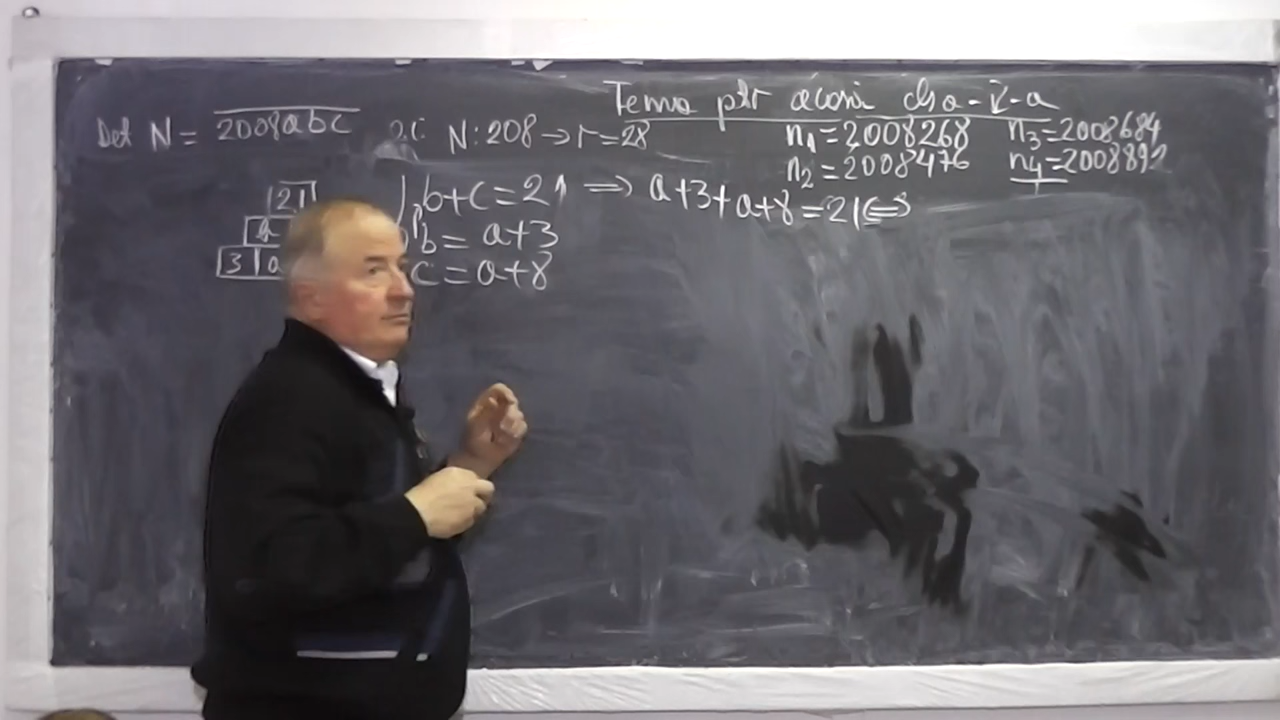 Tema ptr acasă cls a-V-a
Det N = 2008abc N : 208 → r = 28
n1 = 2008268 n3 = 2008684
n2 = 2008476 n4 = 2008892
21
b + c = 21 ⇒ a + 3 + a + 8 = 21 ⇔
b = a + 3
3 a c = a + 8